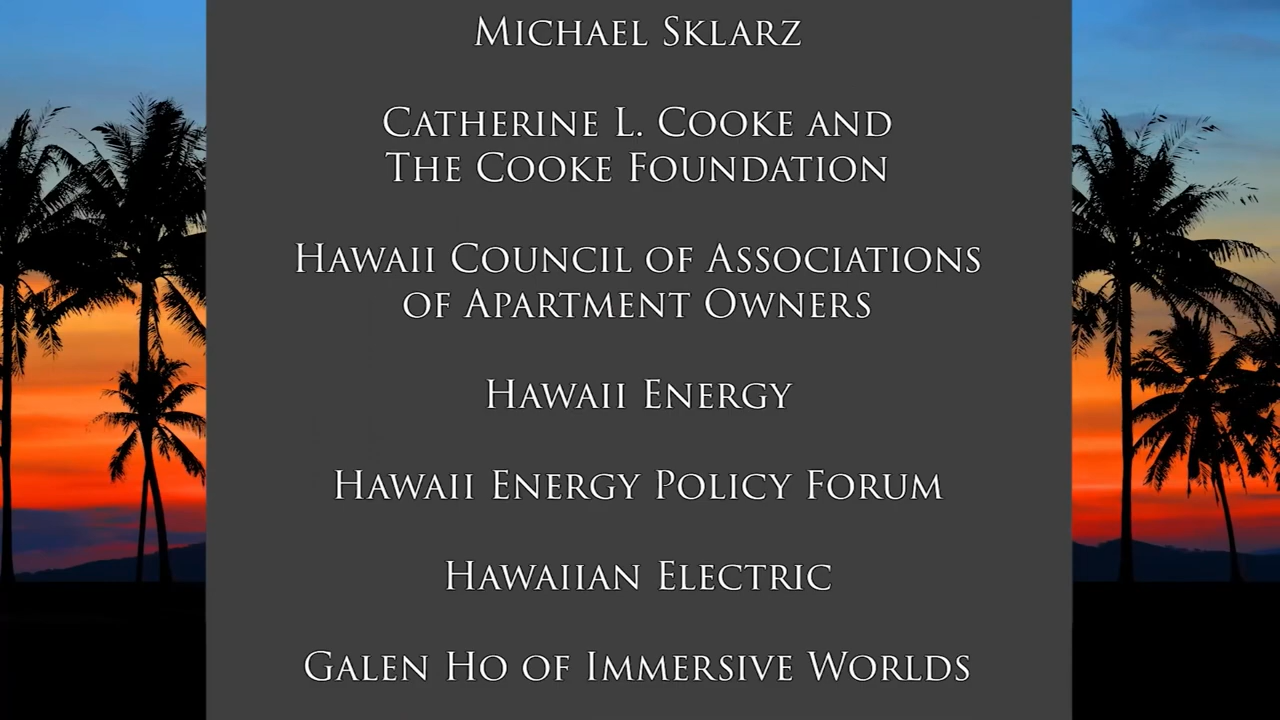 Michael Sklarz
Catherine L. Cooke and
The Cooke Foundation
Hawaii Council of Associations
of Apartment Owners
Hawaii Energy
Hawaii Energy Policy Forum
Hawaiian Electric
Galen Ho of Immersive Worlds